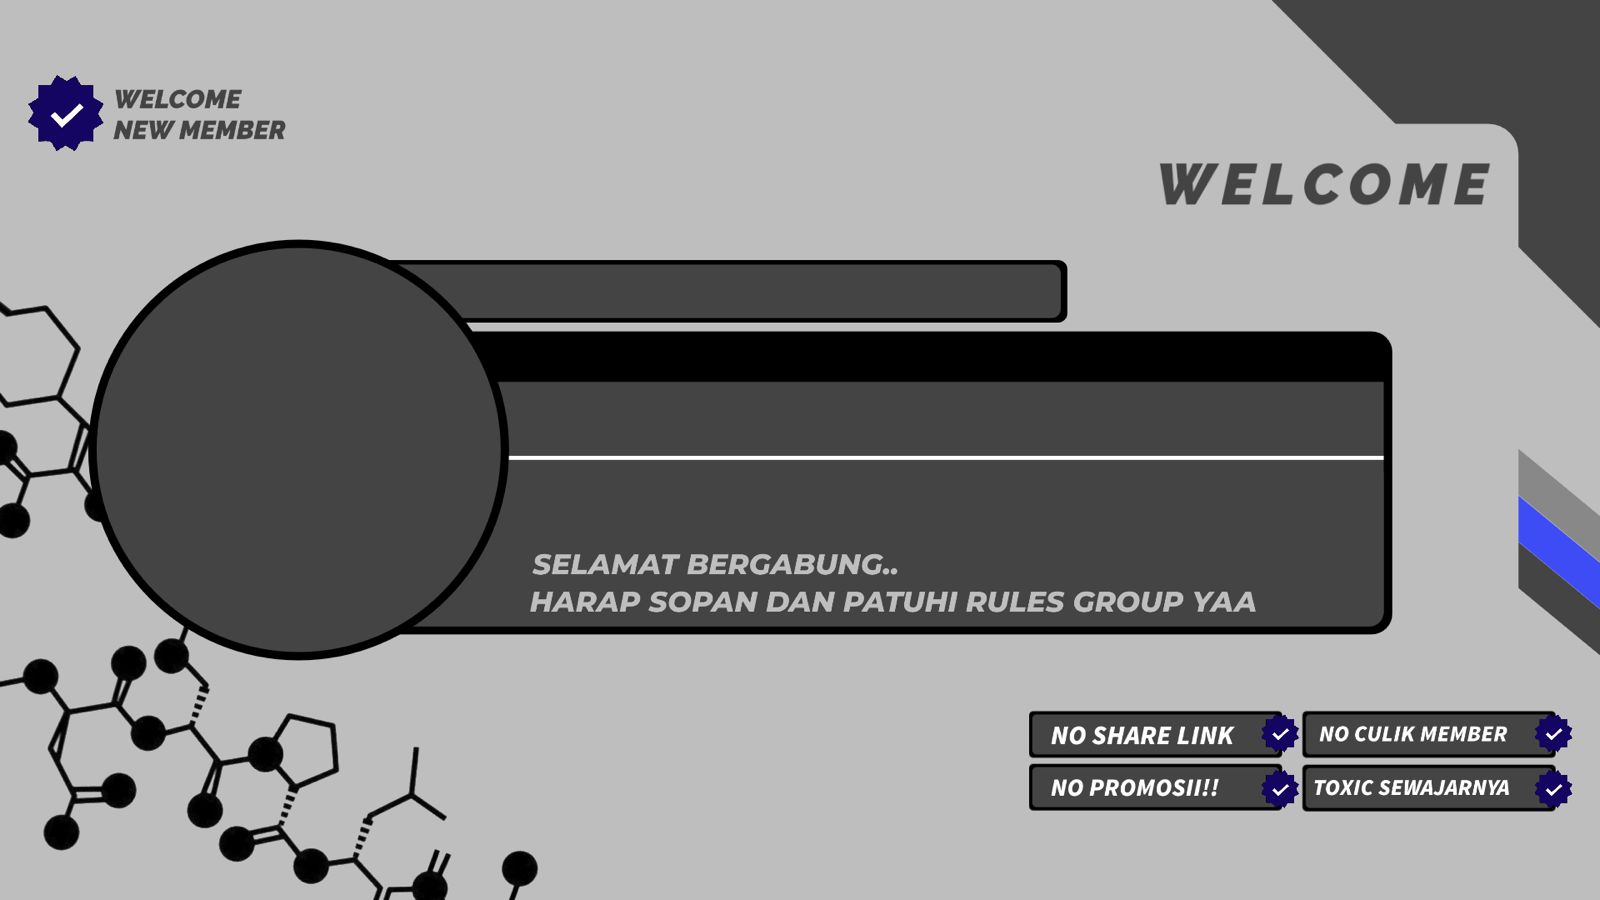 WELCOME
NEW MEMBER
WELCOME
SELAMAT BERGABUNG..
HARAP SOPAN DAN PATUHI RULES GROUP YAA
NO SHARE LINK
NO CULIK MEMBER
NO PROMOSII!!
TOXIC SEWAJARNYA